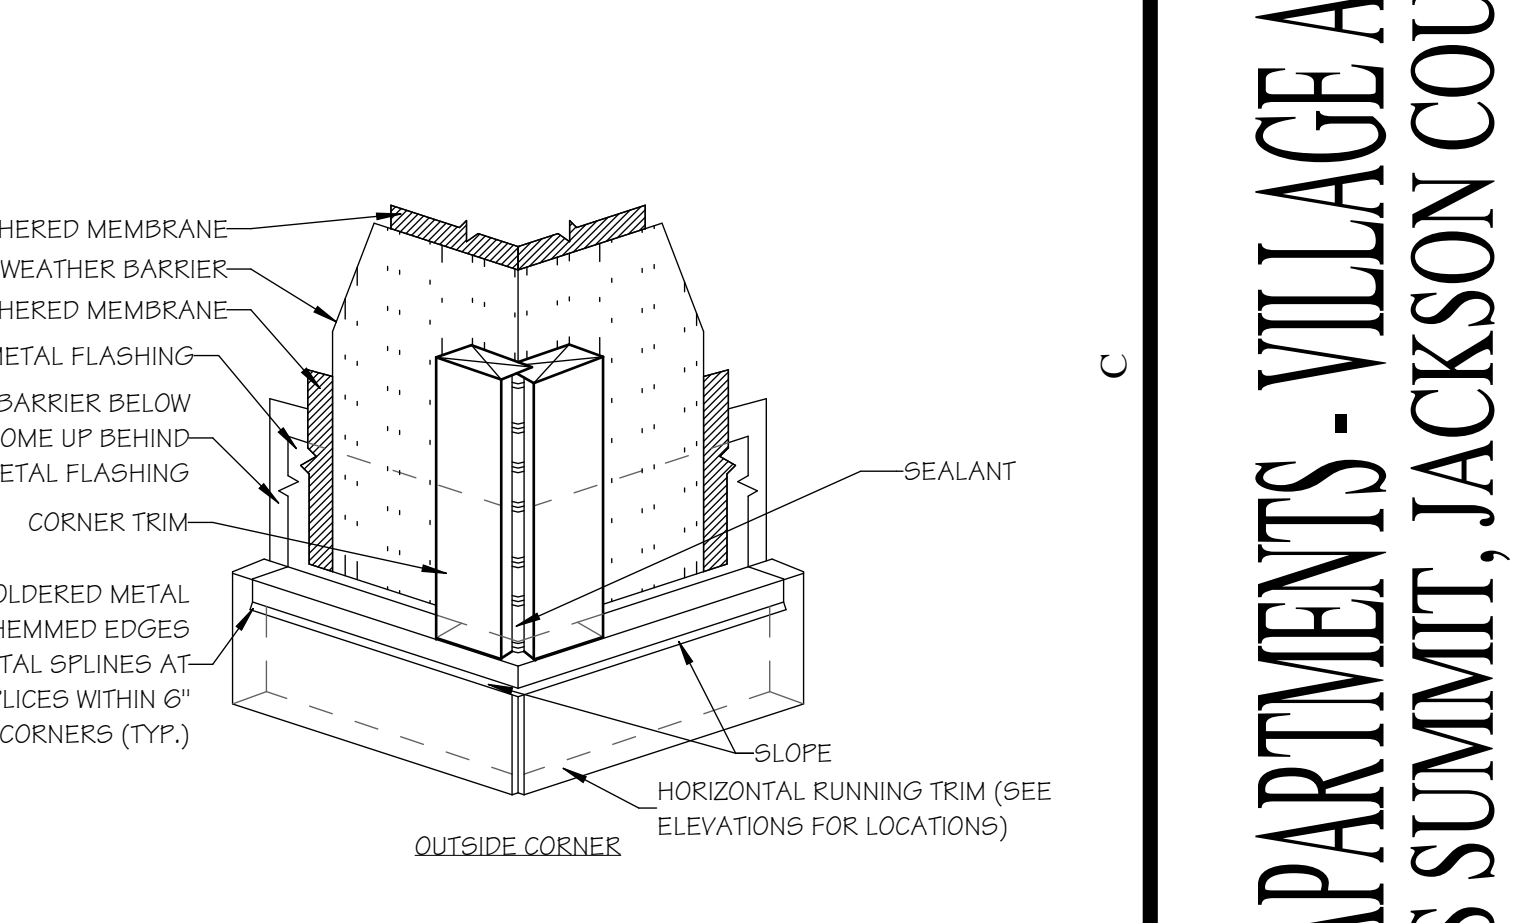 HERED MEMBRANE
WEATHER BARRIER
HERED MEMBRANE
METAL FLASHING
BARRIER BELOW
OME UP BEHIND
ETAL FLASHING
CORNER TRIM
OLDERED METAL
HEMMED EDGES
TAL SPLINES AT
PLICES WITHIN 6"
CORNERS (TYP.)
SEALANT
SLOPE
HORIZONTAL RUNNING TRIM (SEE
ELEVATIONS FOR LOCATIONS)
OUTSIDE CORNER
C
APARTMENTS - VILLAGE A
S SUMMIT, JACKSON COU